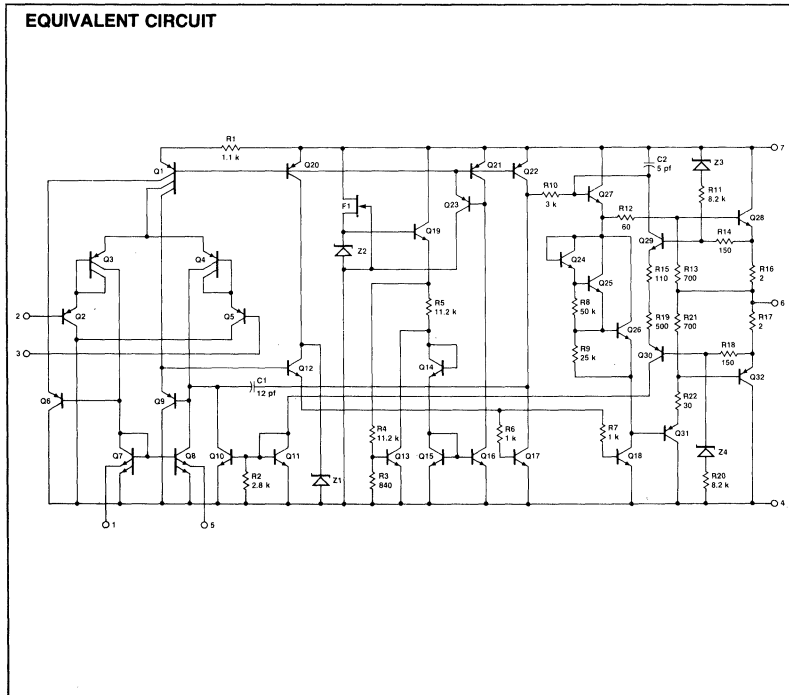 EQUIVALENT CIRCUIT
R1
1.1 k
Q1
Q20
Q21
Q22
7
C2
5 pf
Z3
R10
3 k
Q27
R11
8.2 k
Q28
F1
Q23
R12
60
Q19
Z2
Q29
R14
150
Q3
Q4
Q24
Q25
R15
110
R13
700
R16
2
R5
11.2 k
R8
50 k
6
2
Q2
Q5
R19
500
R21
700
R17
2
3
Q26
R9
25 k
Q30
R18
150
Q12
Q14
C1
12 pf
Q32
Q6
Q9
R22
30
R4
11.2 k
R6
1 k
R7
1 k
Q31
Q7
Q8
Q10
Q11
Q13
Q15
Q16
Q17
Q18
Z4
R2
2.8 k
Z1
R3
840
R20
8.2 k
4
1
5